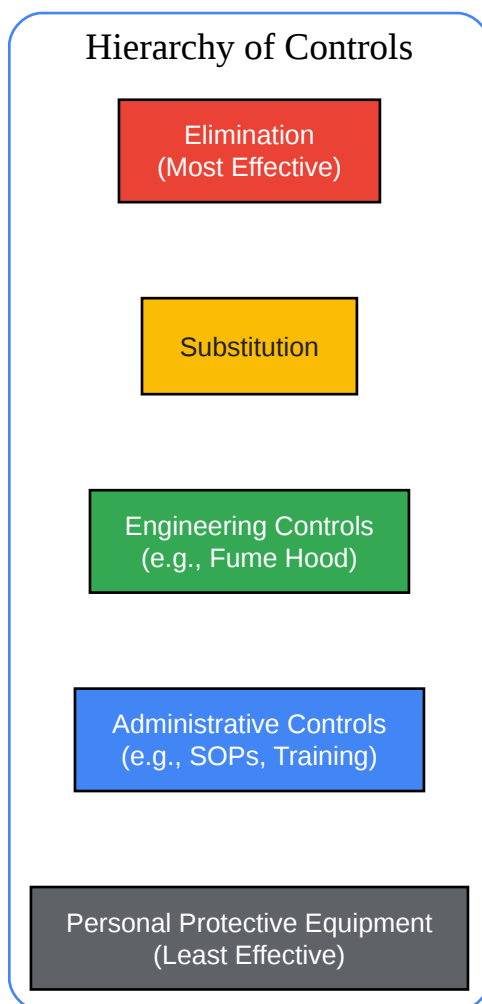 Hierarchy of Controls
Elimination
(Most Effective)
Substitution
Engineering Controls
(e.g., Fume Hood)
Administrative Controls
(e.g., SOPs, Training)
Personal Protective Equipment
(Least Effective)